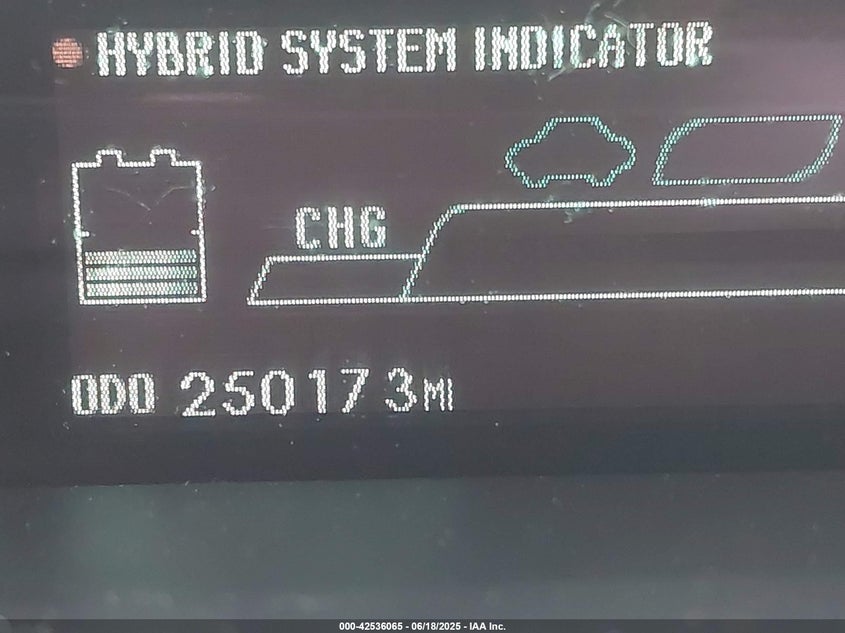 HYBRID SYSTEM INDICATOR
CHG
ODO 250173 MI
000-42536065 - 06/18/2025 - IAA Inc.